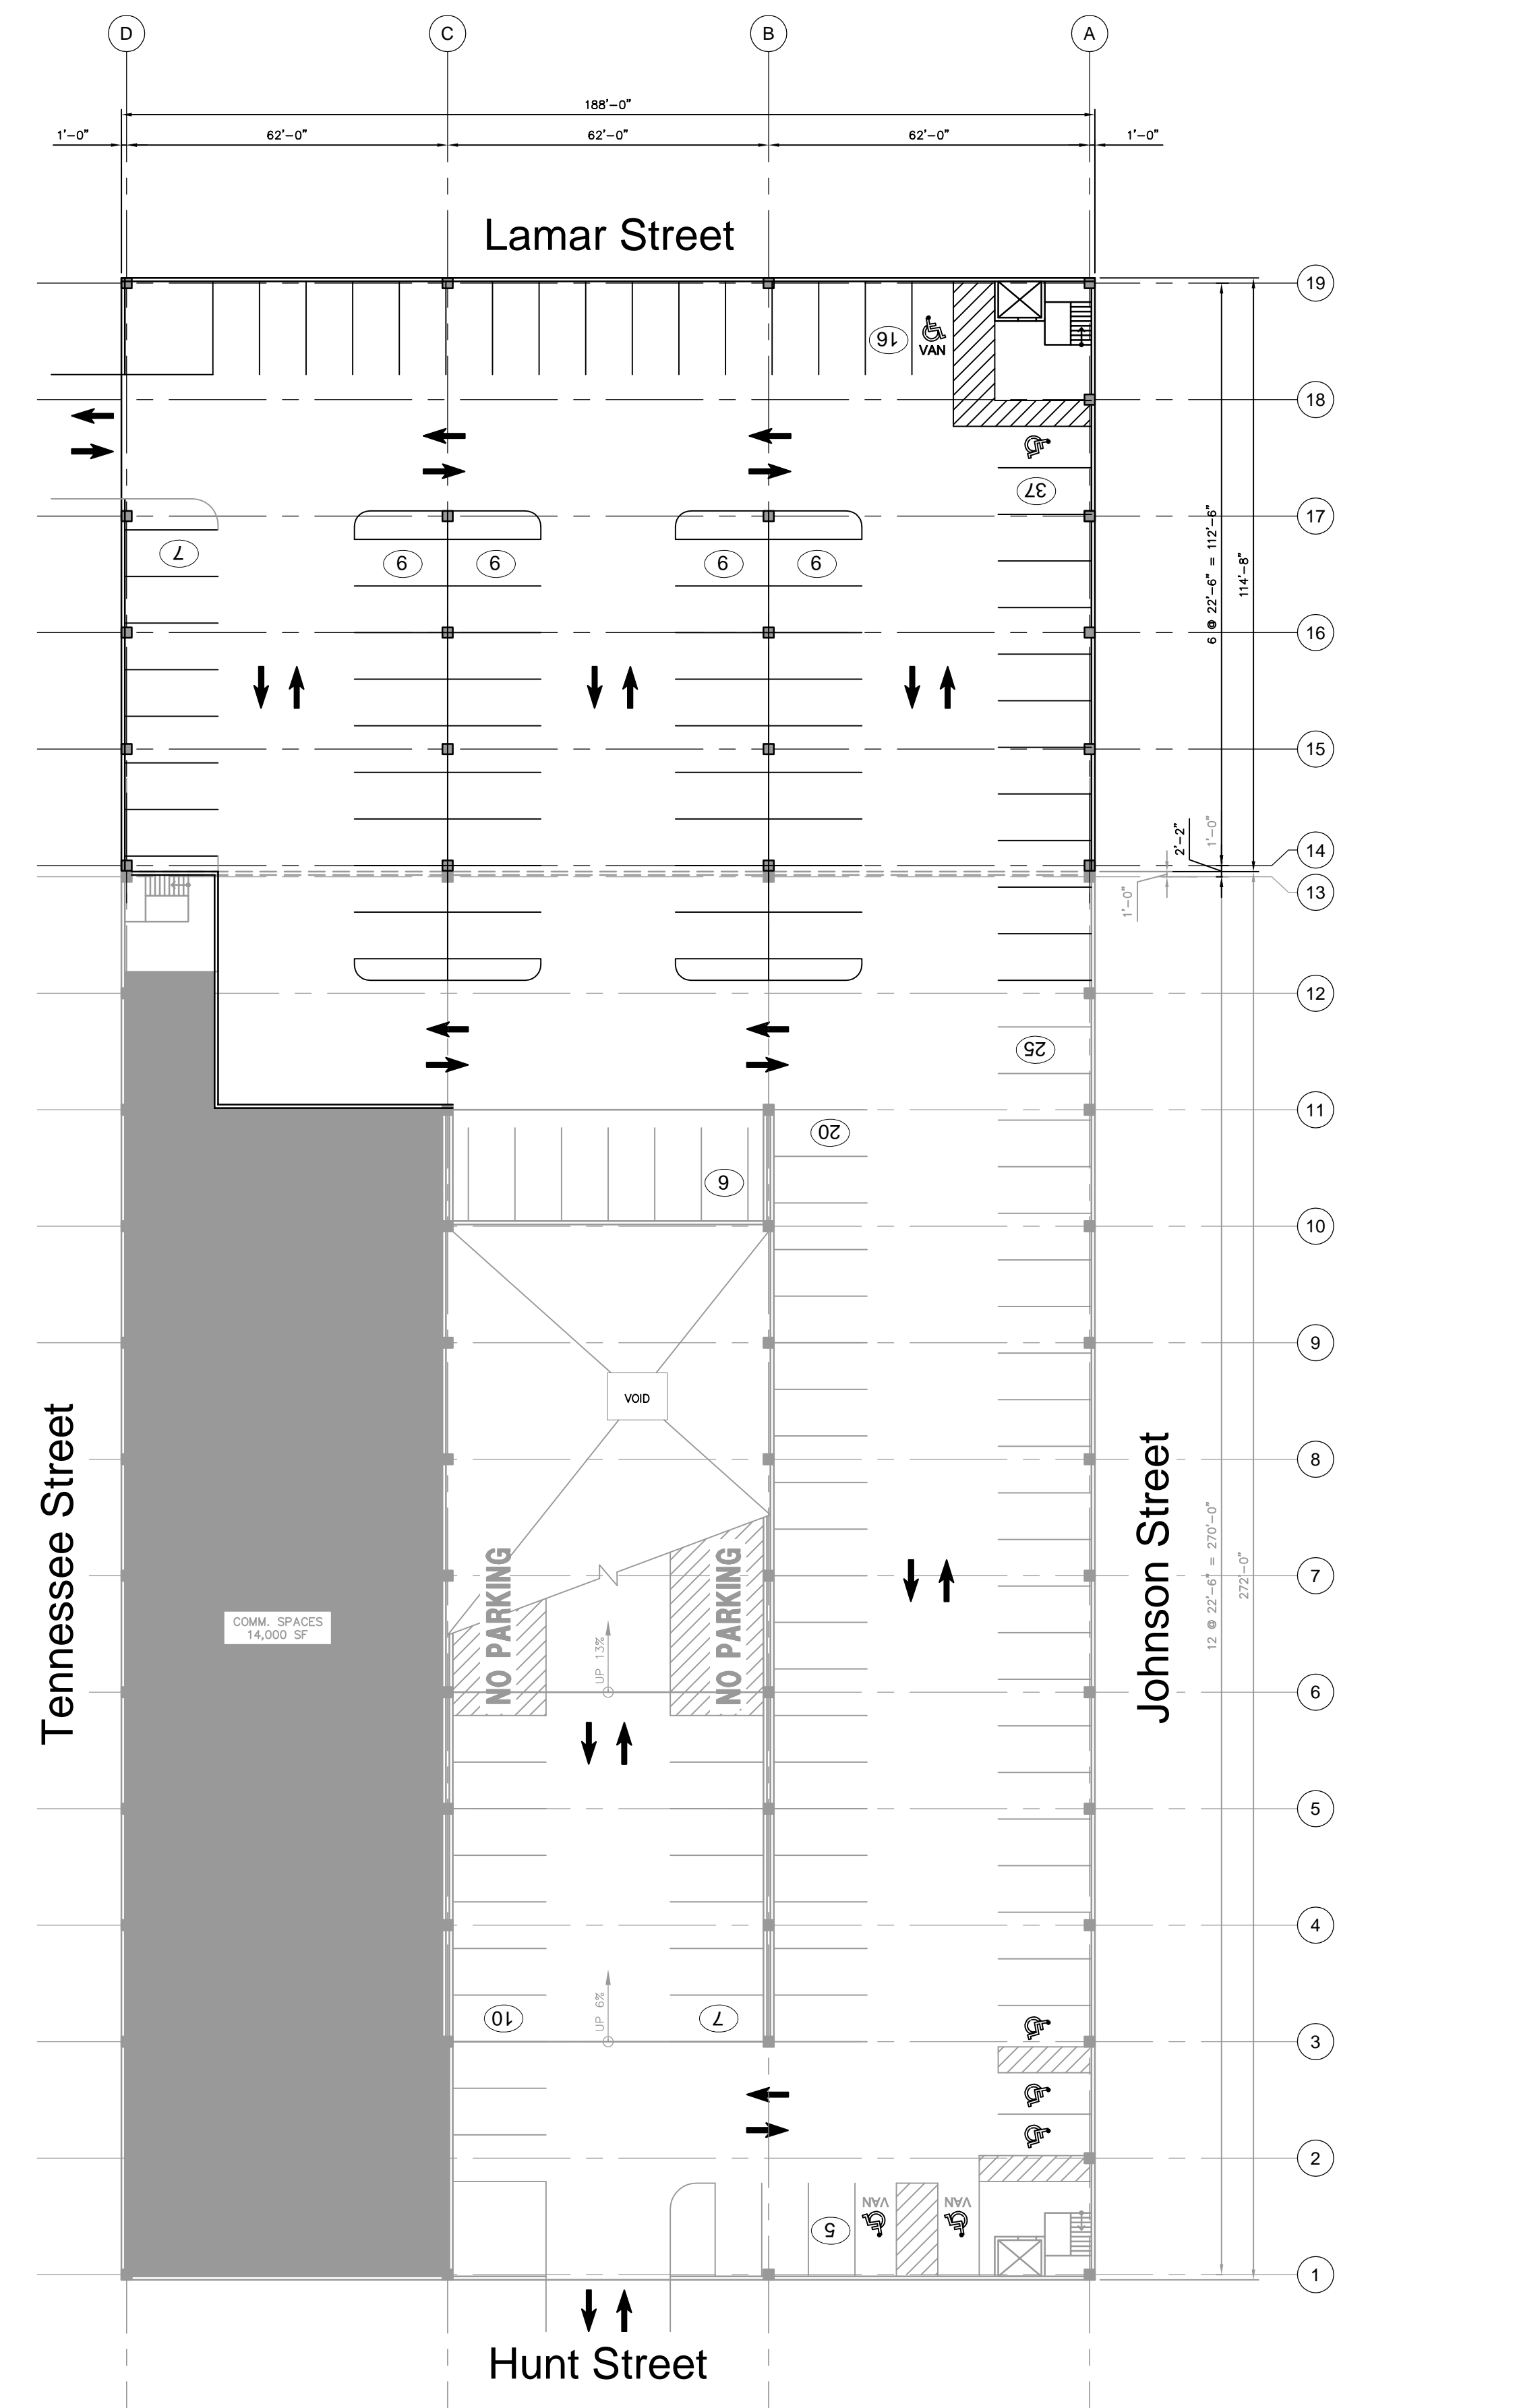 D C B A
188'-0"
1'-0" 62'-0" 62'-0" 62'-0" 1'-0"
Lamar Street
19
16
VAN
18
37
17
7
9 9 9 9
16
6 @ 22'-6" = 112'-6"
114'-8"
15
2'-2"
1'-0"
14
13
1'-0"
12
25
11
20
6
10
9
VOID
8
Tennessee Street
Johnson Street
12 @ 22'-6" = 270'-0"
272'-0"
7
NO PARKING
NO PARKING
COMM. SPACES
14,000 SF
UP 13%
6
5
4
UP 6%
10
7
3
2
VAN VAN
5
1
Hunt Street